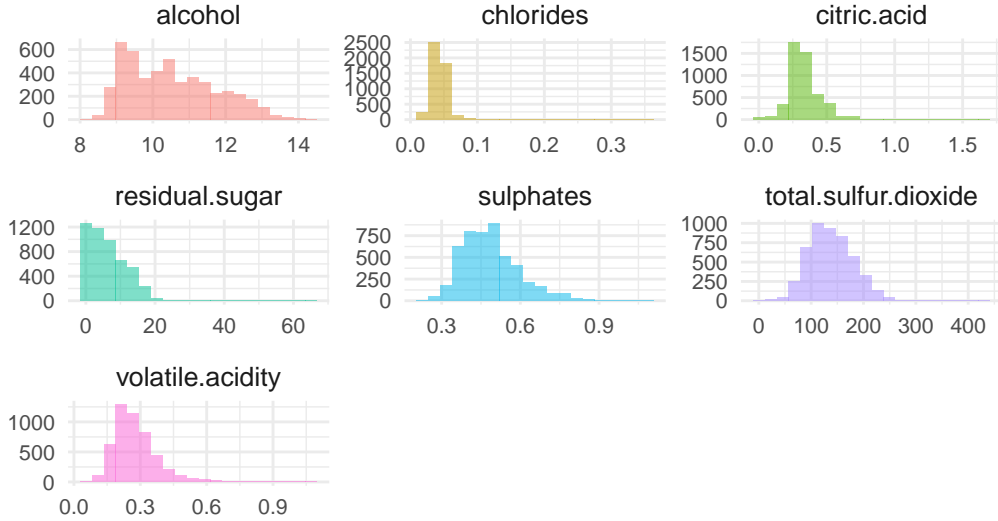 alcohol
600
400
200
0
8 10 12 14
chlorides
2500
2000
1500
1000
500
0
0.0 0.1 0.2 0.3
citric.acid
1500
1000
500
0
0.0 0.5 1.0 1.5
residual.sugar
1200
800
400
0
0 20 40 60
sulphates
750
500
250
0
0.3 0.6 0.9
total.sulfur.dioxide
1000
750
500
250
0
0 100 200 300 400
volatile.acidity
1000
500
0
0.0 0.3 0.6 0.9